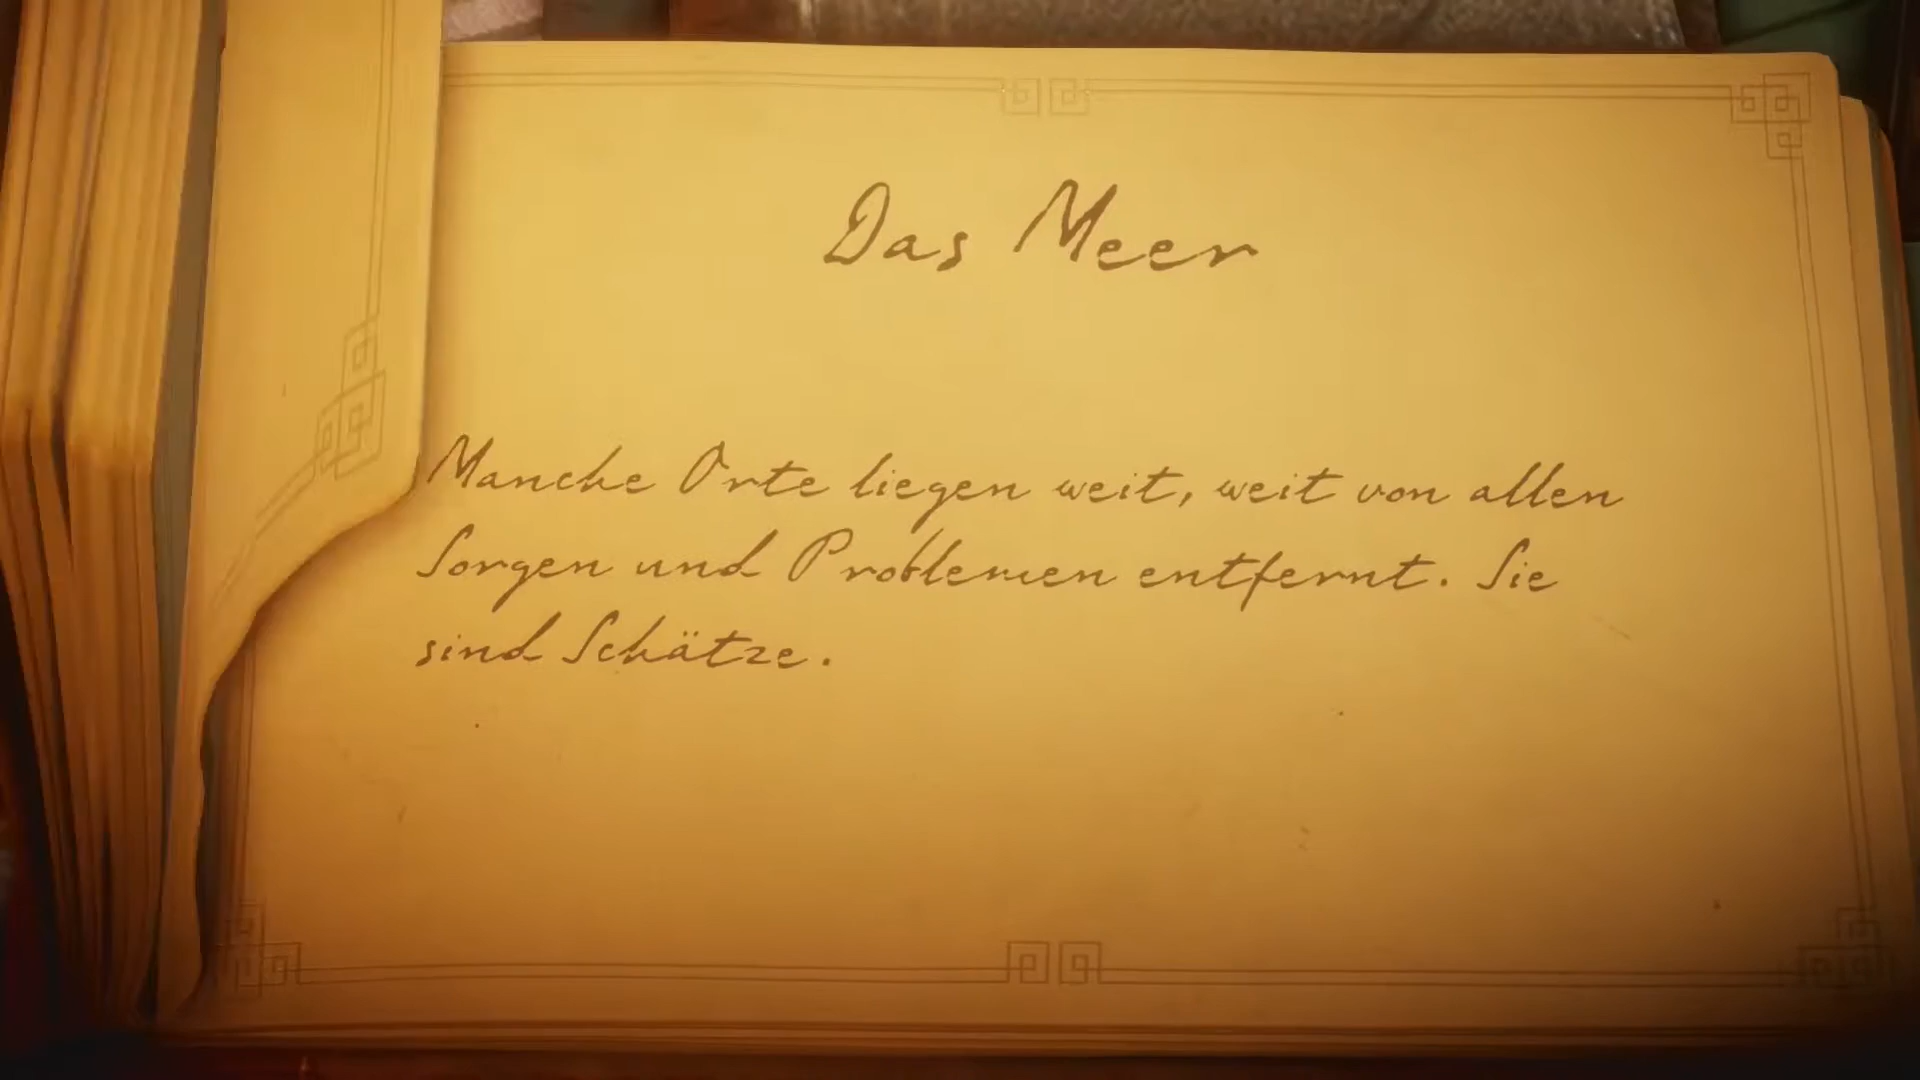 Das Meer
Manche Orte liegen weit, weit von allen
Sorgen und Problemen entfernt. Sie
sind Schätze.